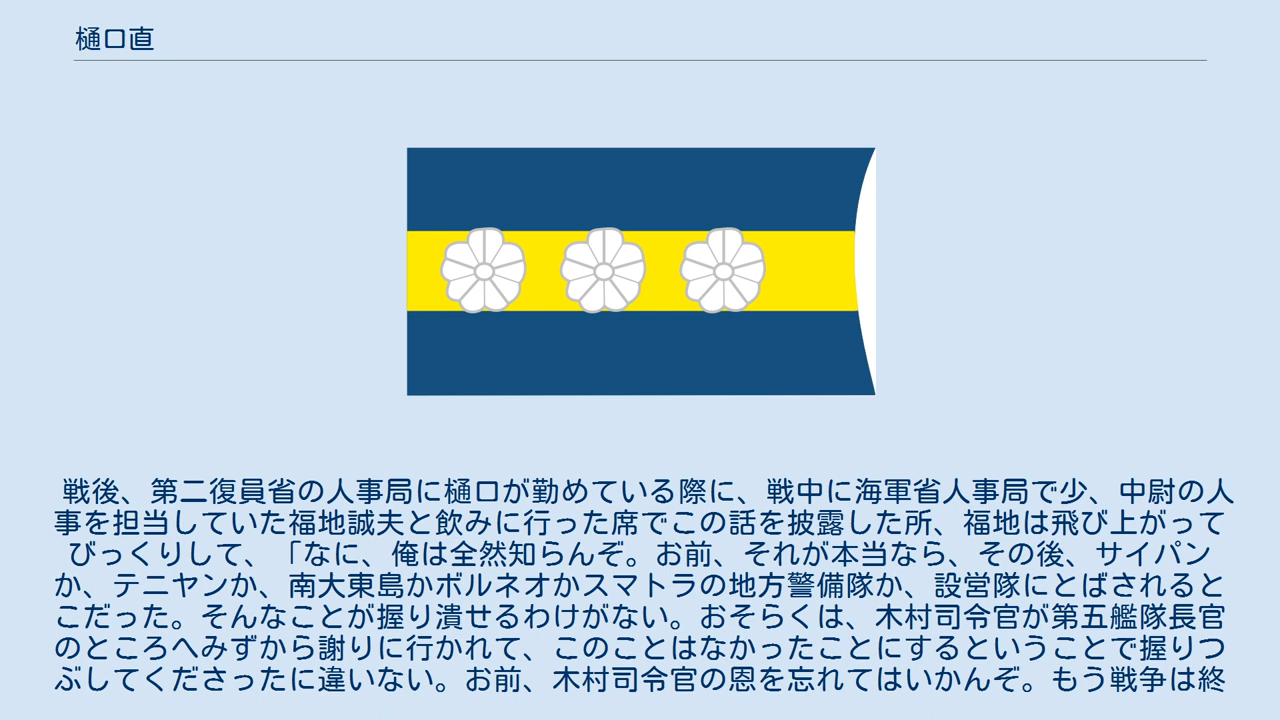 樋口直
戦後、第二復員省の人事局に樋口が勤めている際に、戦中に海軍省人事局で少、中尉の人
事を担当していた福地誠夫と飲みに行った席でこの話を披露した所、福地は飛び上がって
びっくりして、「なに、俺は全然知らんぞ。お前、それが本当なら、その後、サイパン
か、テニヤンか、南大東島かボルネオかスマトラの地方警備隊か、設営隊にとばされると
こだった。そんなことが握り潰せるわけがない。おそらくは、木村司令官が第五艦隊長官
のところへみずから謝りに行かれて、このことはなかったことにするということで握りつ
ぶしてくださったに違いない。お前、木村司令官の恩を忘れてはいかんぞ。もう戦争は終